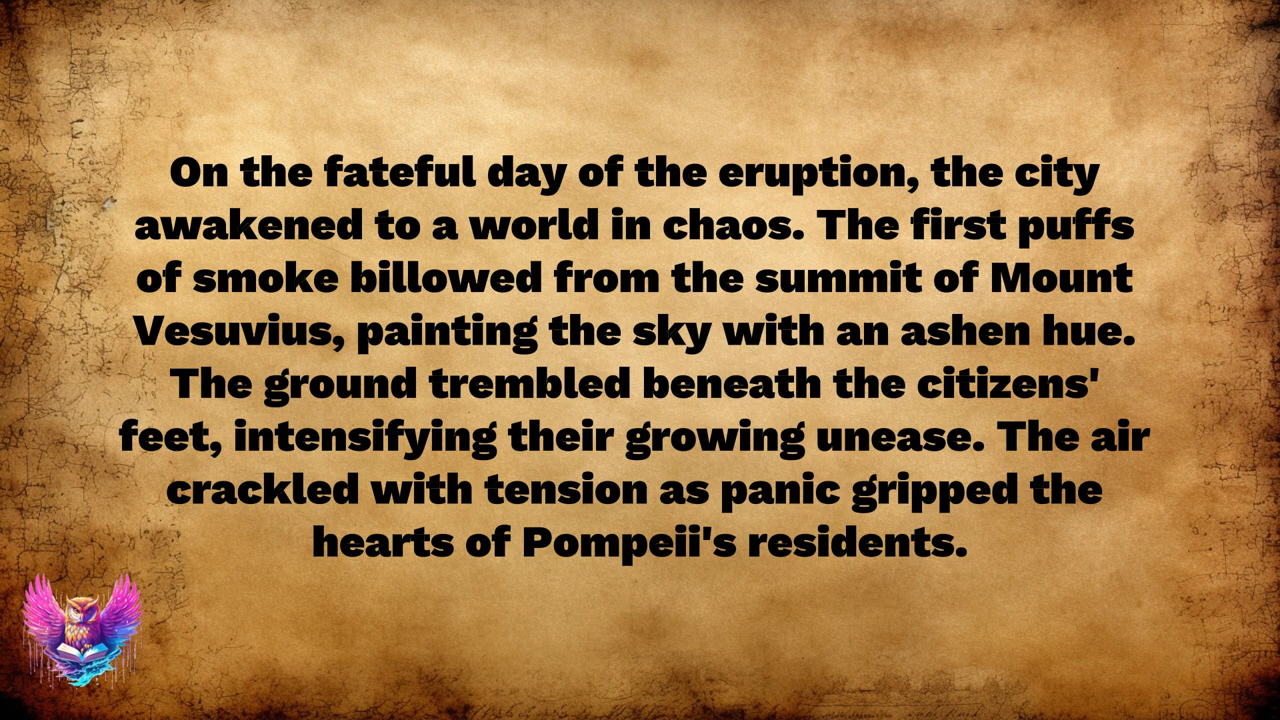 On the fateful day of the eruption, the city
awakened to a world in chaos. The first puffs
of smoke billowed from the summit of Mount
Vesuvius, painting the sky with an ashen hue.
The ground trembled beneath the citizens'
feet, intensifying their growing unease. The air
crackled with tension as panic gripped the
hearts of Pompeii's residents.